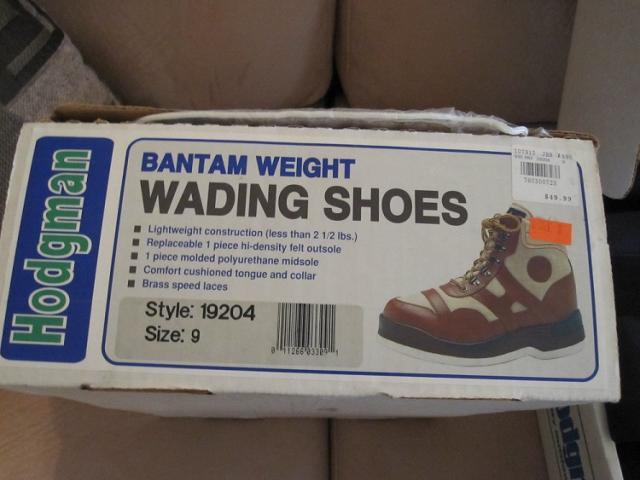 Hodgman
BANTAM WEIGHT
WADING SHOES
Lightweight construction (less than 2 1/2 lbs.)
Replaceable 1 piece hi-density felt outsole
1 piece molded polyurethane midsole
Comfort cushioned tongue and collar
Brass speed laces
Style: 19204
Size: 9
$49.99
Hodgman